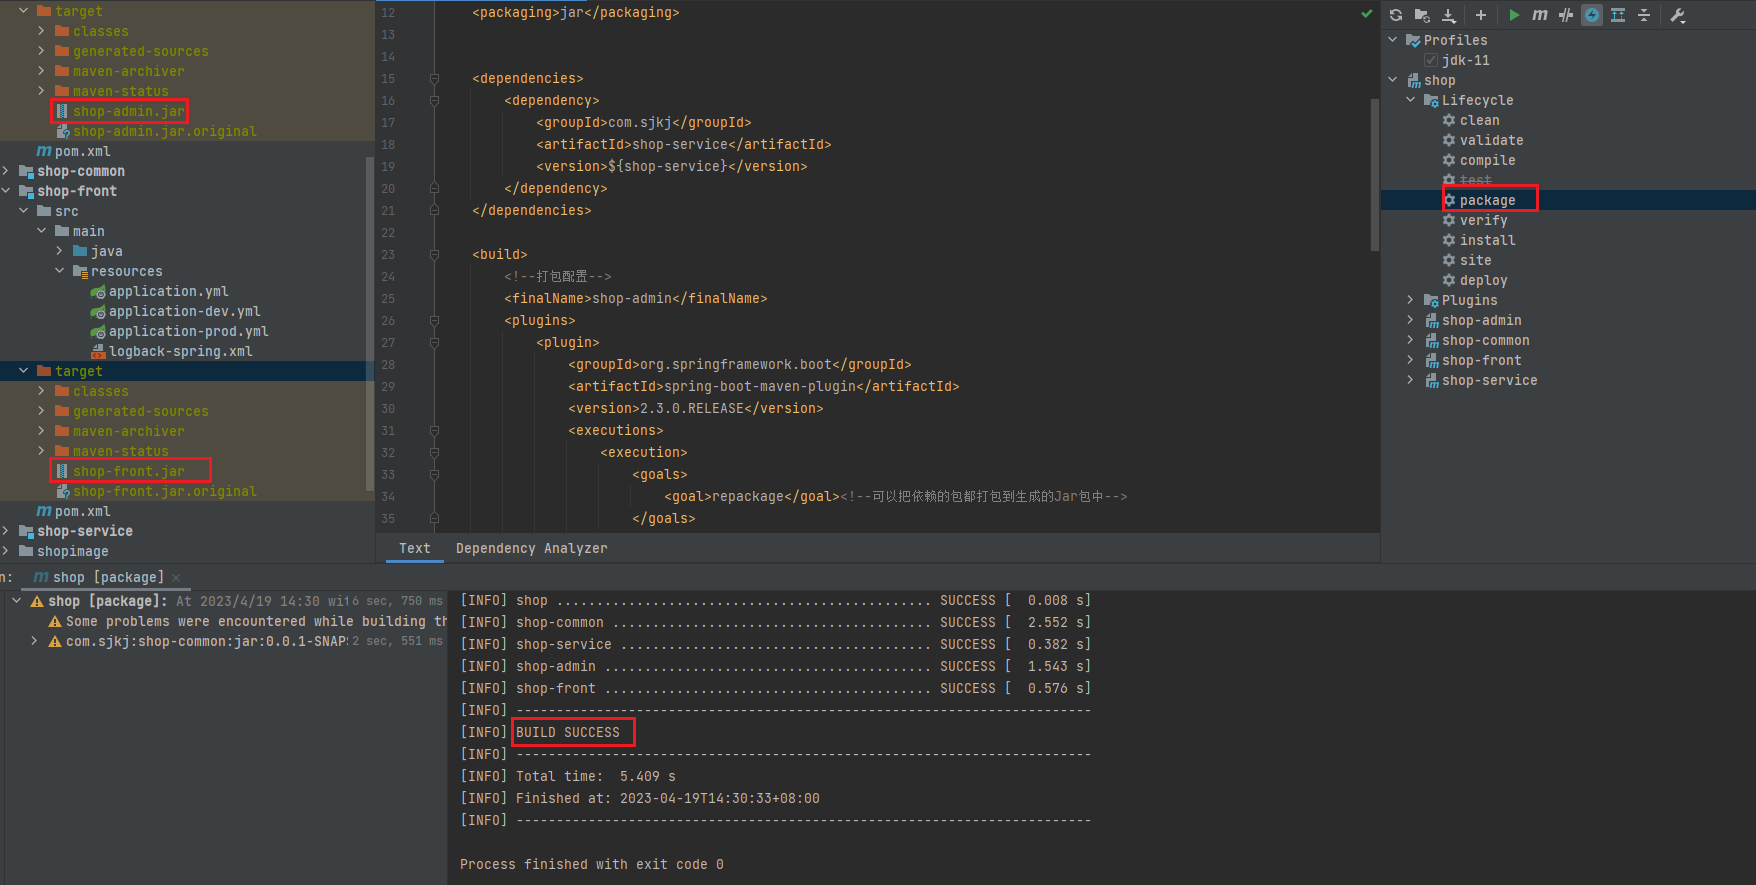 target
classes
generated-sources
maven-archiver
maven-status
shop-admin.jar
shop-admin.jar.original
pom.xml
shop-common
shop-front
src
main
java
resources
application.yml
application-dev.yml
application-prod.yml
logback-spring.xml
target
classes
generated-sources
maven-archiver
maven-status
shop-front.jar
shop-front.jar.original
pom.xml
shop-service
shopimage
12 <packaging>jar</packaging>
13
14
15 <dependencies>
16 <dependency>
17 <groupId>com.sjkj</groupId>
18 <artifactId>shop-service</artifactId>
19 <version>${shop-service}</version>
20 </dependency>
21 </dependencies>
22
23 <build>
24 <!--打包配置-->
25 <finalName>shop-admin</finalName>
26 <plugins>
27 <plugin>
28 <groupId>org.springframework.boot</groupId>
29 <artifactId>spring-boot-maven-plugin</artifactId>
30 <version>2.3.0.RELEASE</version>
31 <executions>
32 <execution>
33 <goals>
34 <goal>repackage</goal><!--可以把依赖的包都打包到生成的Jar包中-->
35 </goals>
Text Dependency Analyzer
Profiles
jdk-11
shop
Lifecycle
clean
validate
compile
test
package
verify
install
site
deploy
Plugins
shop-admin
shop-common
shop-front
shop-service
n: shop [package]
shop [package]: At 2023/4/19 14:30 wit 6 sec, 750 ms
Some problems were encountered while building th
com.sjkj:shop-common:jar:0.0.1-SNAPS 2 sec, 551 ms
[INFO] shop ............................................... SUCCESS [  0.008 s]
[INFO] shop-common ........................................ SUCCESS [  2.552 s]
[INFO] shop-service ....................................... SUCCESS [  0.382 s]
[INFO] shop-admin ......................................... SUCCESS [  1.543 s]
[INFO] shop-front ......................................... SUCCESS [  0.576 s]
[INFO] ------------------------------------------------------------------------
[INFO] BUILD SUCCESS
[INFO] ------------------------------------------------------------------------
[INFO] Total time:  5.409 s
[INFO] Finished at: 2023-04-19T14:30:33+08:00
[INFO] ------------------------------------------------------------------------
Process finished with exit code 0